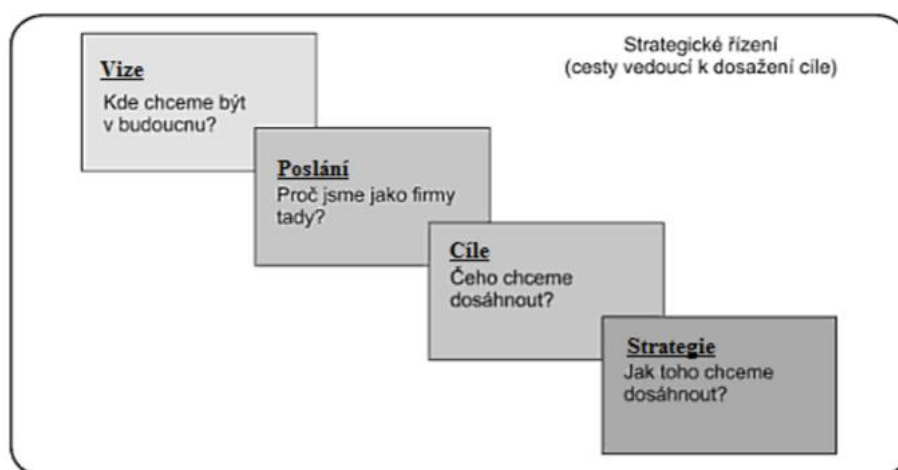 Strategické řízení
(cesty vedoucí k dosažení cíle)
Vize
Kde chceme být
v budoucnu?
Poslání
Proč jsme jako firmy
tady?
Cíle
Čeho chceme
dosáhnout?
Strategie
Jak toho chceme
dosáhnout?